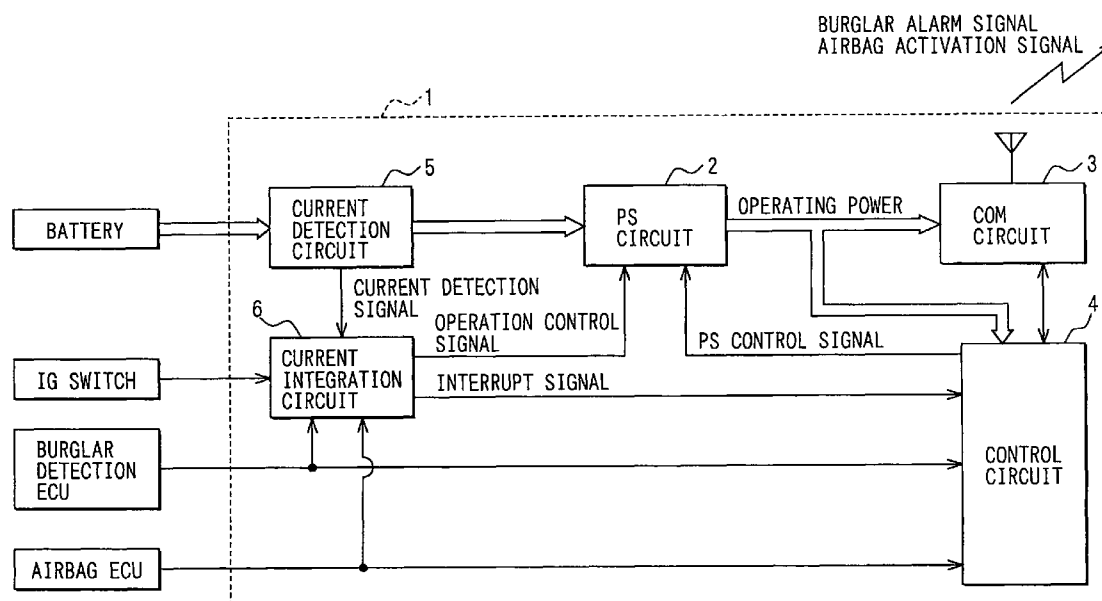 BURGLAR ALARM SIGNAL
AIRBAG ACTIVATION SIGNAL
1
5
2
3
BATTERY
CURRENT
DETECTION
CIRCUIT
PS
CIRCUIT
OPERATING POWER
COM
CIRCUIT
CURRENT DETECTION
SIGNAL
6
OPERATION CONTROL
SIGNAL
PS CONTROL SIGNAL
4
IG SWITCH
CURRENT
INTEGRATION
CIRCUIT
INTERRUPT SIGNAL
BURGLAR
DETECTION
ECU
CONTROL
CIRCUIT
AIRBAG ECU